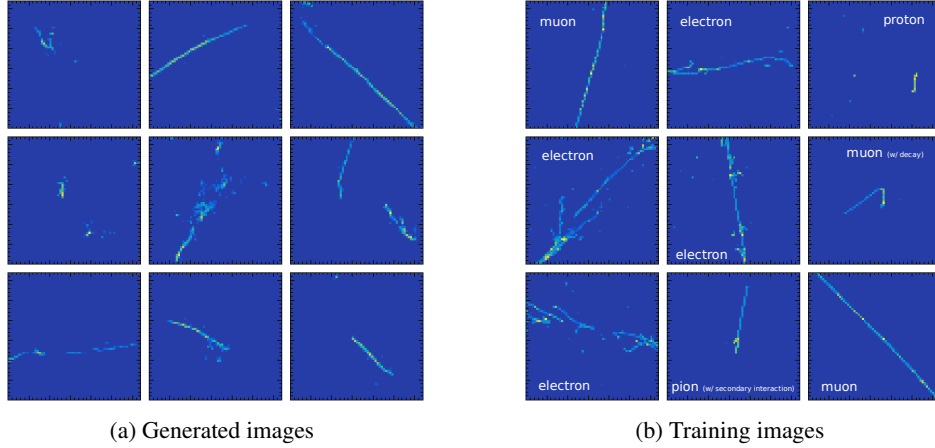 muon
electron
proton
electron
electron
muon (w/ decay)
electron
pion (w/ secondary interaction)
muon
(a) Generated images
(b) Training images